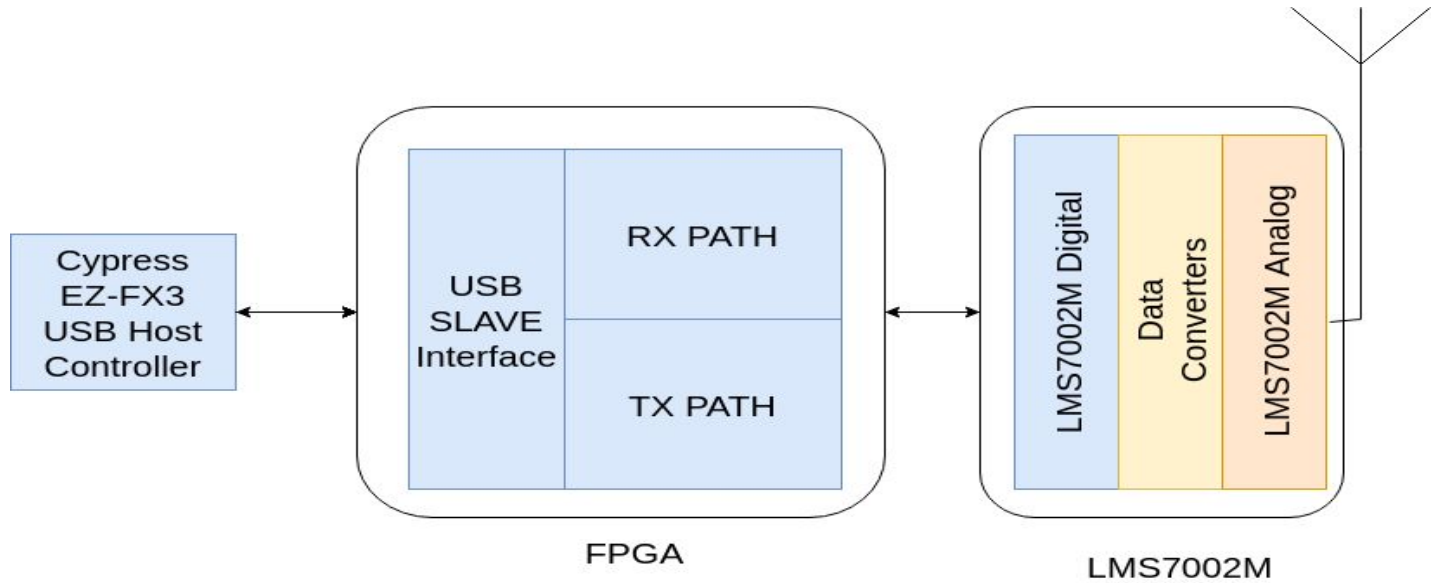 Cypress
EZ-FX3
USB Host
Controller
USB
SLAVE
Interface
RX PATH
TX PATH
FPGA
LMS7002M Digital
Data
Converters
LMS7002M Analog
LMS7002M